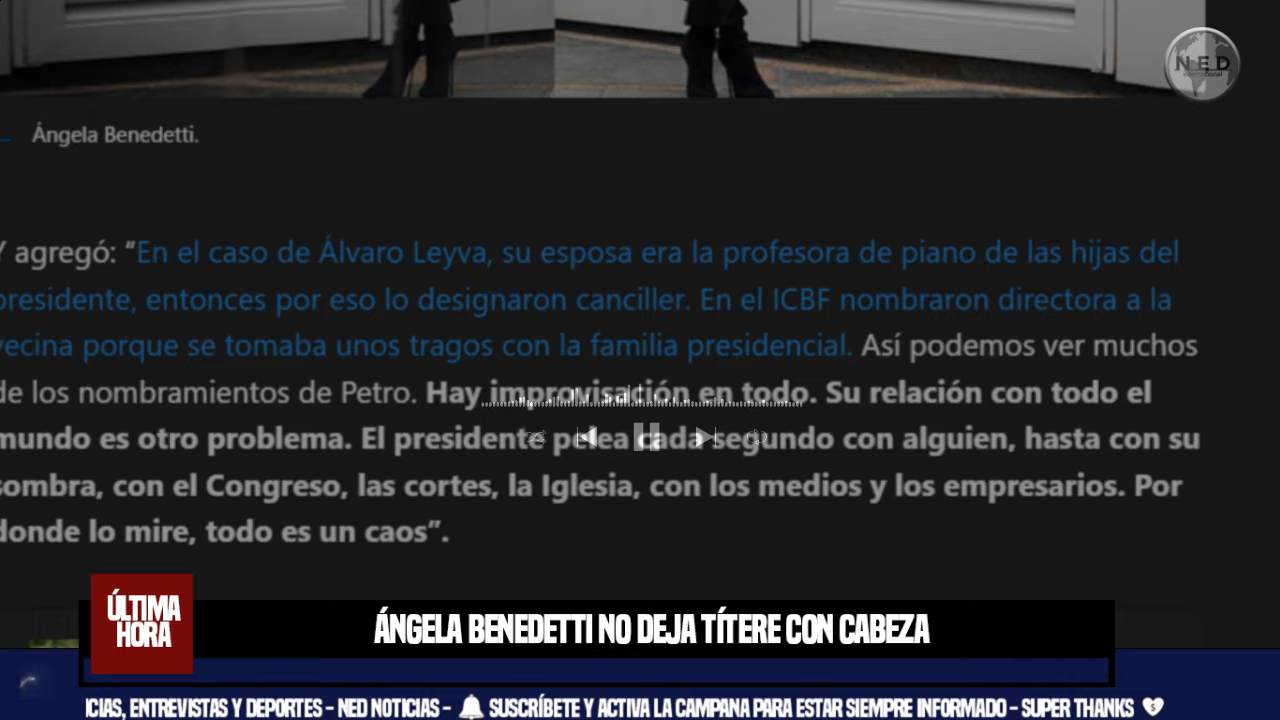 NED
International
Ángela Benedetti.
Y agregó: “En el caso de Álvaro Leyva, su esposa era la profesora de piano de las hijas del
presidente, entonces por eso lo designaron canciller. En el ICBF nombraron directora a la
vecina porque se tomaba unos tragos con la familia presidencial. Así podemos ver muchos
de los nombramientos de Petro. Hay improvisación en todo. Su relación con todo el
mundo es otro problema. El presidente pelea cada segundo con alguien, hasta con su
sombra, con el Congreso, las cortes, la Iglesia, con los medios y los empresarios. Por
donde lo mire, todo es un caos”.
ÚLTIMA
HORA
ÁNGELA BENEDETTI NO DEJA TÍTERE CON CABEZA
ICIAS, ENTREVISTAS Y DEPORTES - NED NOTICIAS - SUSCRÍBETE Y ACTIVA LA CAMPANA PARA ESTAR SIEMPRE INFORMADO - SUPER THANKS